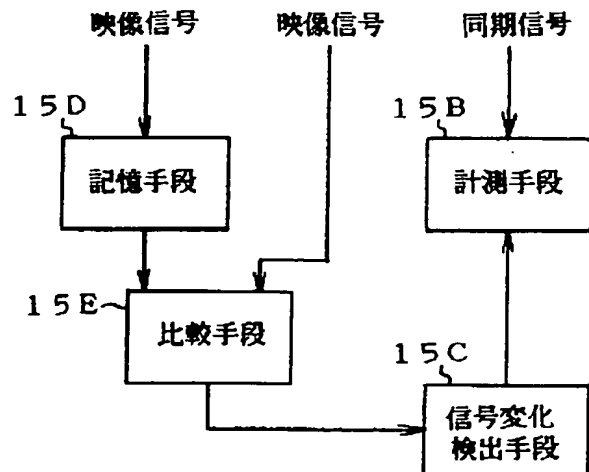 映像信号
映像信号
同期信号
１５Ｄ
１５Ｂ
記憶手段
計測手段
１５Ｅ
比較手段
１５Ｃ
信号変化
検出手段